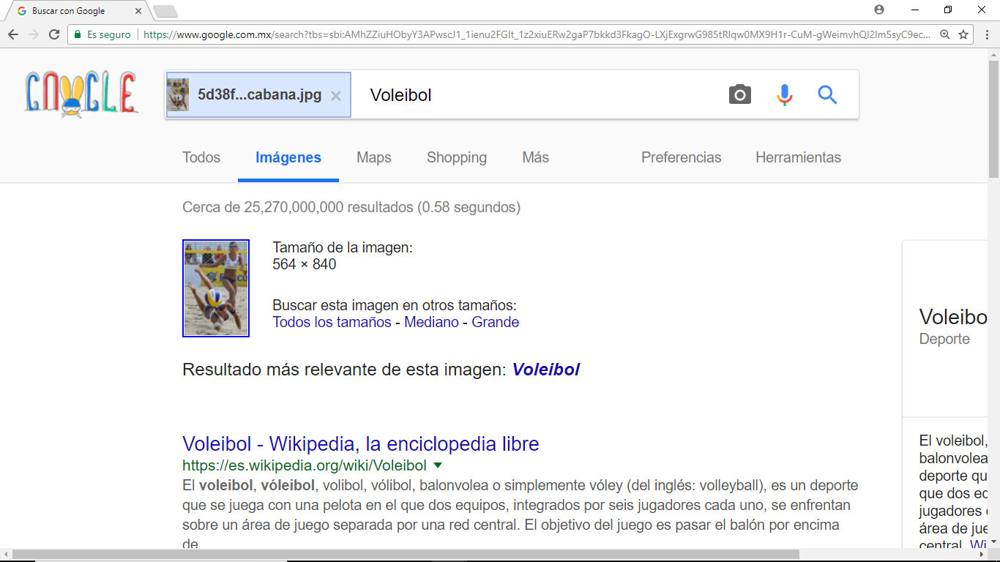 Buscar con Google
Es seguro
https://www.google.com.mx/search?tbs=sbi:AMhZZiuHObyY3APwscJ1_1ienu2FGlt_1z2xiuERw2gaP7bkkd3FkagO-LXjExgrwG985tRlqw0MX9H1r-CuM-gWeimvhQl2lm5syC9ec...
GOOGLE
5d38f...cabana.jpg
Voleibol
Todos
Imágenes
Maps
Shopping
Más
Preferencias
Herramientas
Cerca de 25,270,000,000 resultados (0.58 segundos)
Tamaño de la imagen:
564 × 840
Buscar esta imagen en otros tamaños:
Todos los tamaños - Mediano - Grande
Resultado más relevante de esta imagen: Voleibol
Voleibol - Wikipedia, la enciclopedia libre
https://es.wikipedia.org/wiki/Voleibol
El voleibol, vóleibol, volibol, vólibol, balonvolea o simplemente vóley (del inglés: volleyball), es un deporte
que se juega con una pelota en el que dos equipos, integrados por seis jugadores cada uno, se enfrentan
sobre un área de juego separada por una red central. El objetivo del juego es pasar el balón por encima
de
Voleibo
Deporte
El voleibol,
balonvolea
deporte qu
que dos eq
jugadores
área de jue
central. Wi